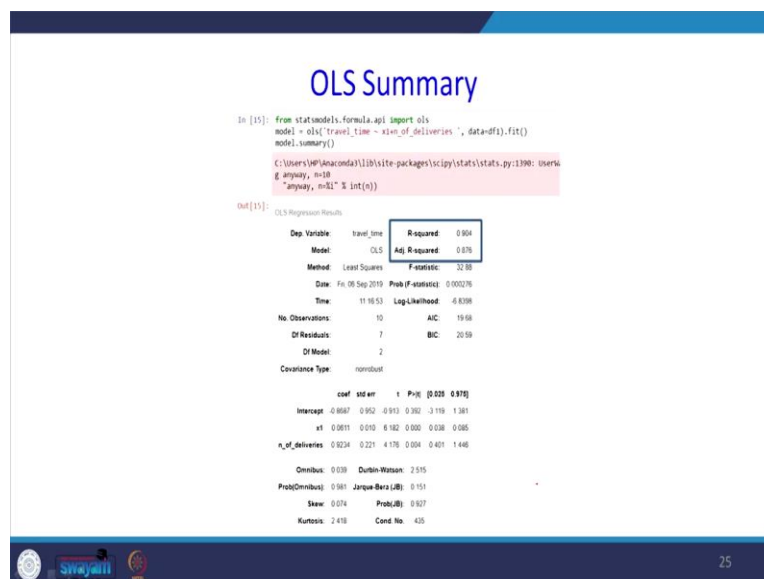 OLS Summary
In [15]: from statsmodels.formula.api import ols
model = ols('travel_time ~ x1+n_of_deliveries ', data=df1).fit()
model.summary()
C:\Users\HP\Anaconda3\lib\site-packages\scipy\stats\stats.py:1390: UserWa
g anyway, n=10
"anyway, n=%i" % int(n))
Out[15]:
OLS Regression Results
Dep. Variable: travel_time R-squared: 0.904
Model: OLS Adj. R-squared: 0.876
Method: Least Squares F-statistic: 32.88
Date: Fri, 06 Sep 2019 Prob (F-statistic): 0.000276
Time: 11:16:53 Log-Likelihood: -6.8398
No. Observations: 10 AIC: 19.68
Df Residuals: 7 BIC: 20.59
Df Model: 2
Covariance Type: nonrobust
coef std err t P>|t| [0.025 0.975]
Intercept -0.8687 0.952 -0.913 0.392 -3.119 1.381
x1 0.0611 0.010 6.182 0.000 0.038 0.085
n_of_deliveries 0.9234 0.221 4.176 0.004 0.401 1.446
Omnibus: 0.039 Durbin-Watson: 2.515
Prob(Omnibus): 0.981 Jarque-Bera (JB): 0.151
Skew: 0.074 Prob(JB): 0.927
Kurtosis: 2.418 Cond. No. 435
swayam 25